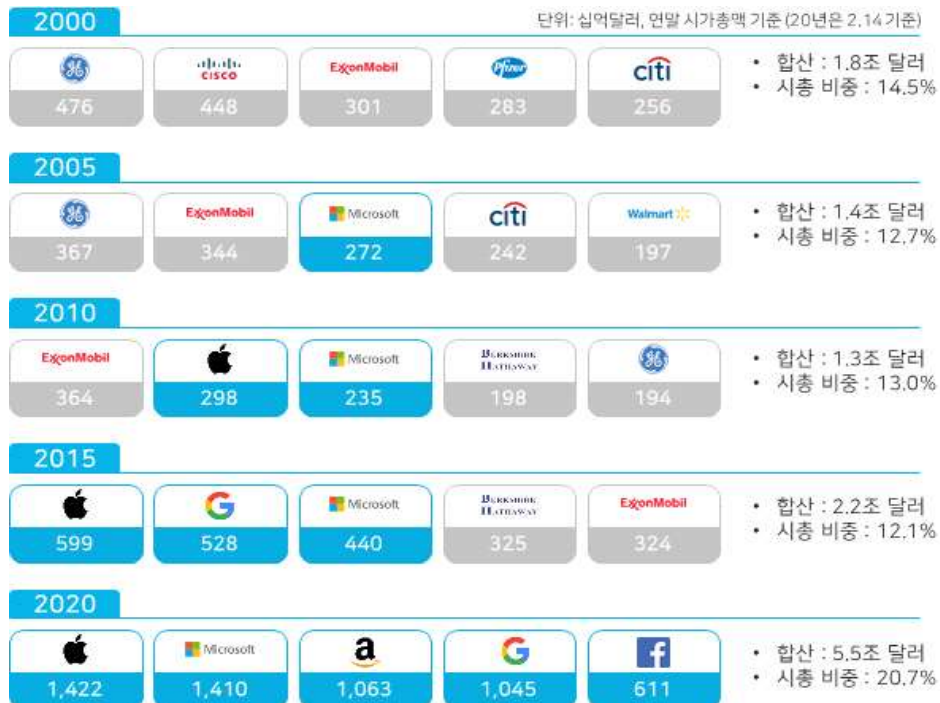 2000
단위: 십억달러, 연말 시가총액 기준 (20년은 2.14기준)
GE CISCO ExxonMobil Pfizer citi
476 448 301 283 256
• 합산 : 1.8조 달러
• 시총 비중 : 14.5%
2005
GE ExxonMobil Microsoft citi Walmart
367 344 272 242 197
• 합산 : 1.4조 달러
• 시총 비중 : 12.7%
2010
ExxonMobil Microsoft BERKSHIRE HATHAWAY GE
364 298 235 198 194
• 합산 : 1.3조 달러
• 시총 비중 : 13.0%
2015
G Microsoft BERKSHIRE HATHAWAY ExxonMobil
599 528 440 325 324
• 합산 : 2.2조 달러
• 시총 비중 : 12.1%
2020
Microsoft a G f
1,422 1,410 1,063 1,045 611
• 합산 : 5.5조 달러
• 시총 비중 : 20.7%